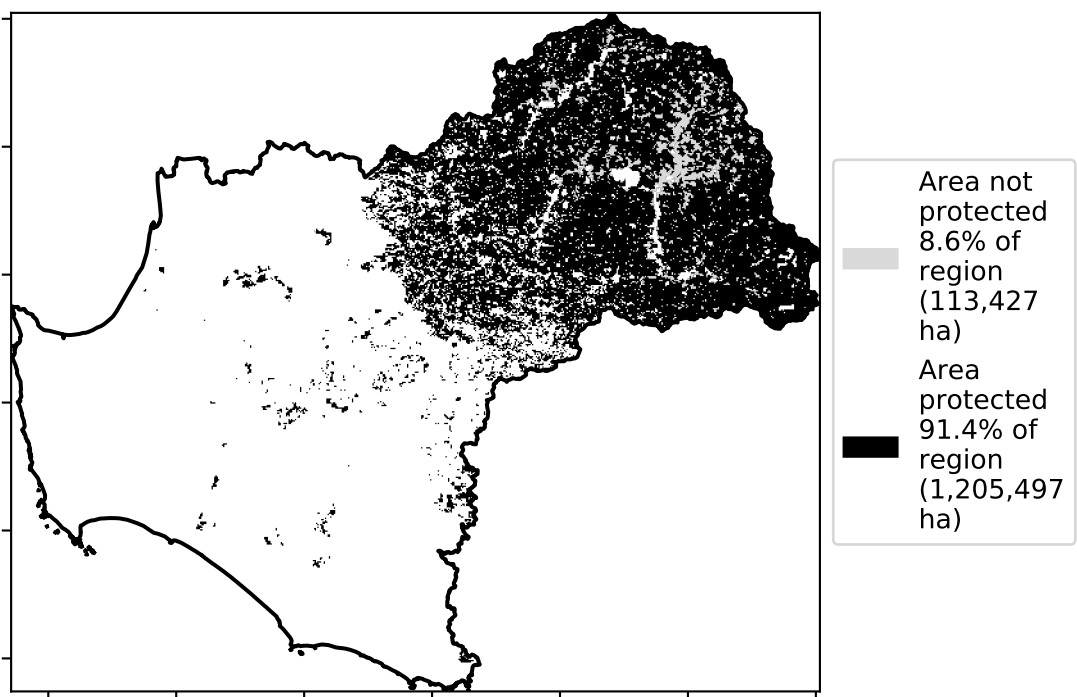 Area not
protected
8.6% of
region
(113,427
ha)
Area
protected
91.4% of
region
(1,205,497
ha)